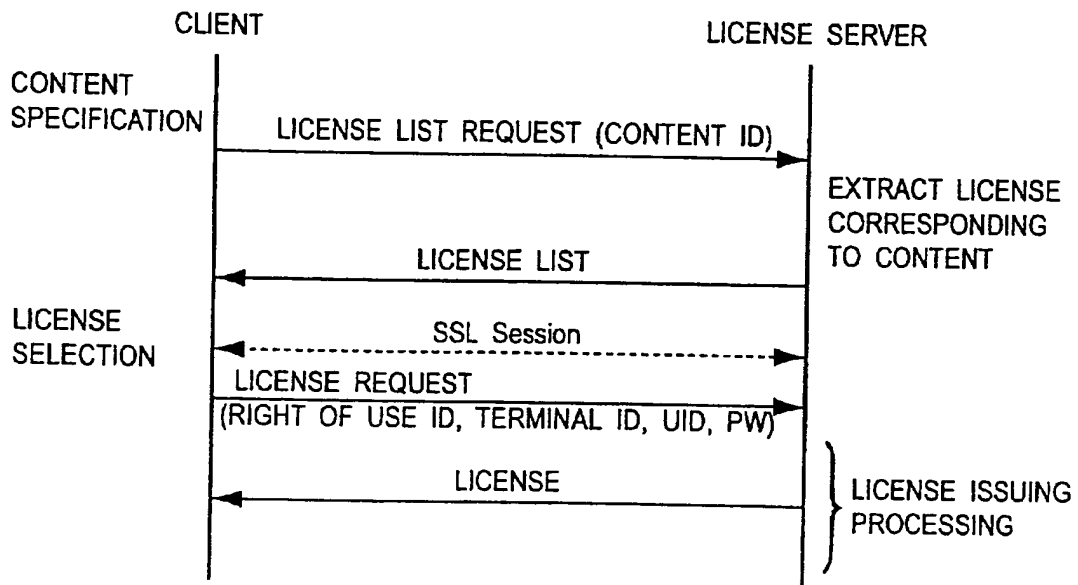 CLIENT
LICENSE SERVER
CONTENT
SPECIFICATION
LICENSE LIST REQUEST (CONTENT ID)
EXTRACT LICENSE
CORRESPONDING
TO CONTENT
LICENSE LIST
LICENSE
SELECTION
SSL Session
LICENSE REQUEST
(RIGHT OF USE ID, TERMINAL ID, UID, PW)
LICENSE
LICENSE ISSUING
PROCESSING